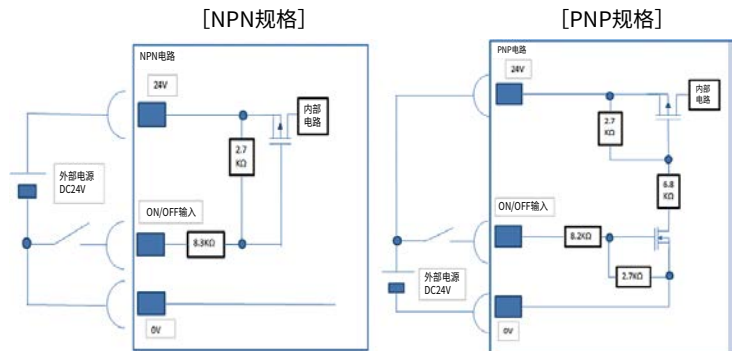 [NPN规格]
NPN电路
24V
内部
电路
2.7
KΩ
外部电源
DC24V
ON/OFF输入
8.3KΩ
0V
[PNP规格]
PNP电路
24V
内部
电路
2.7
KΩ
6.8
KΩ
ON/OFF输入
8.2KΩ
2.7KΩ
外部电源
DC24V
0V